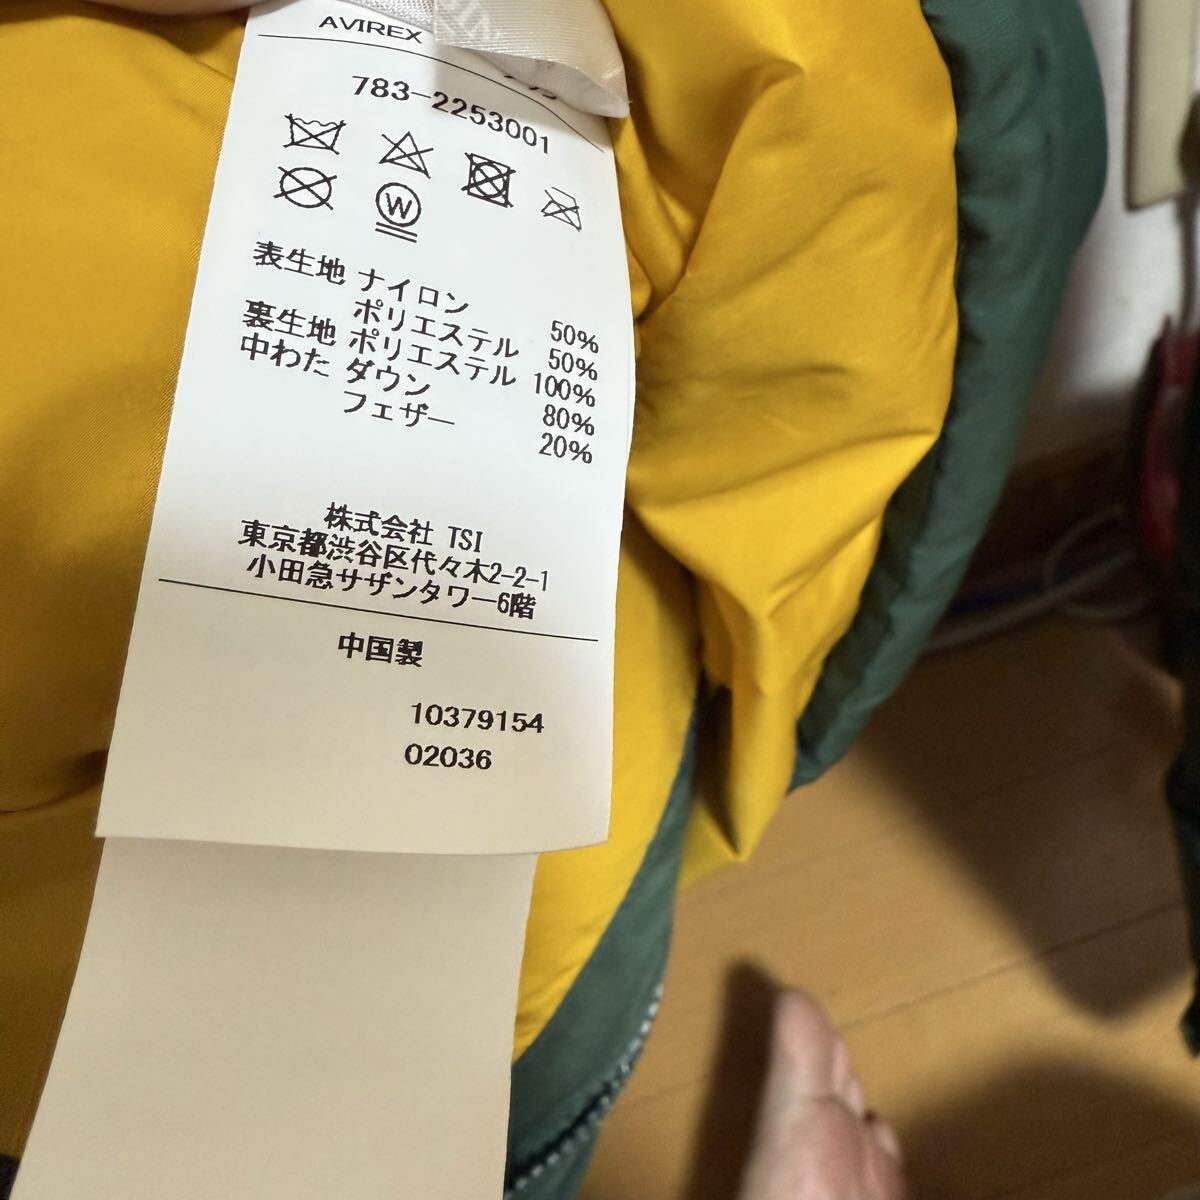 AVIREX
783-2253001
W
表生地 ナイロン 50%
ポリエステル 50%
裏生地 ポリエステル 100%
中わた ダウン 80%
フェザー 20%
株式会社 TSI
東京都渋谷区代々木2-2-1
小田急サザンタワー6階
中国製
10379154
02036